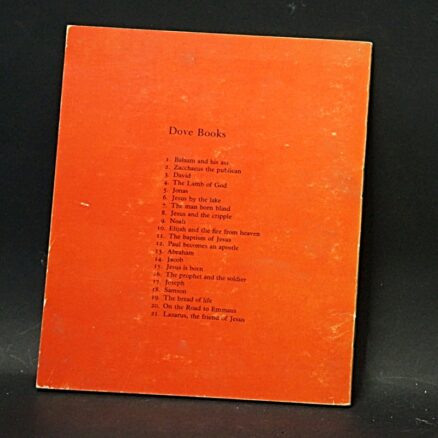 Dove Books
1. Balaam and his ass
2. Zacchaeus the publican
3. David
4. The Lamb of God
5. Jonas
6. Jesus by the lake
7. The man born blind
8. Jesus and the cripple
9. Noah
10. Elijah and the fire from heaven
11. The baptism of Jesus
12. Paul becomes an apostle
13. Abraham
14. Jacob
15. Jesus is born
16. The prophet and the soldier
17. Joseph
18. Samson
19. The bread of life
20. On the Road to Emmaus
21. Lazarus, the friend of Jesus